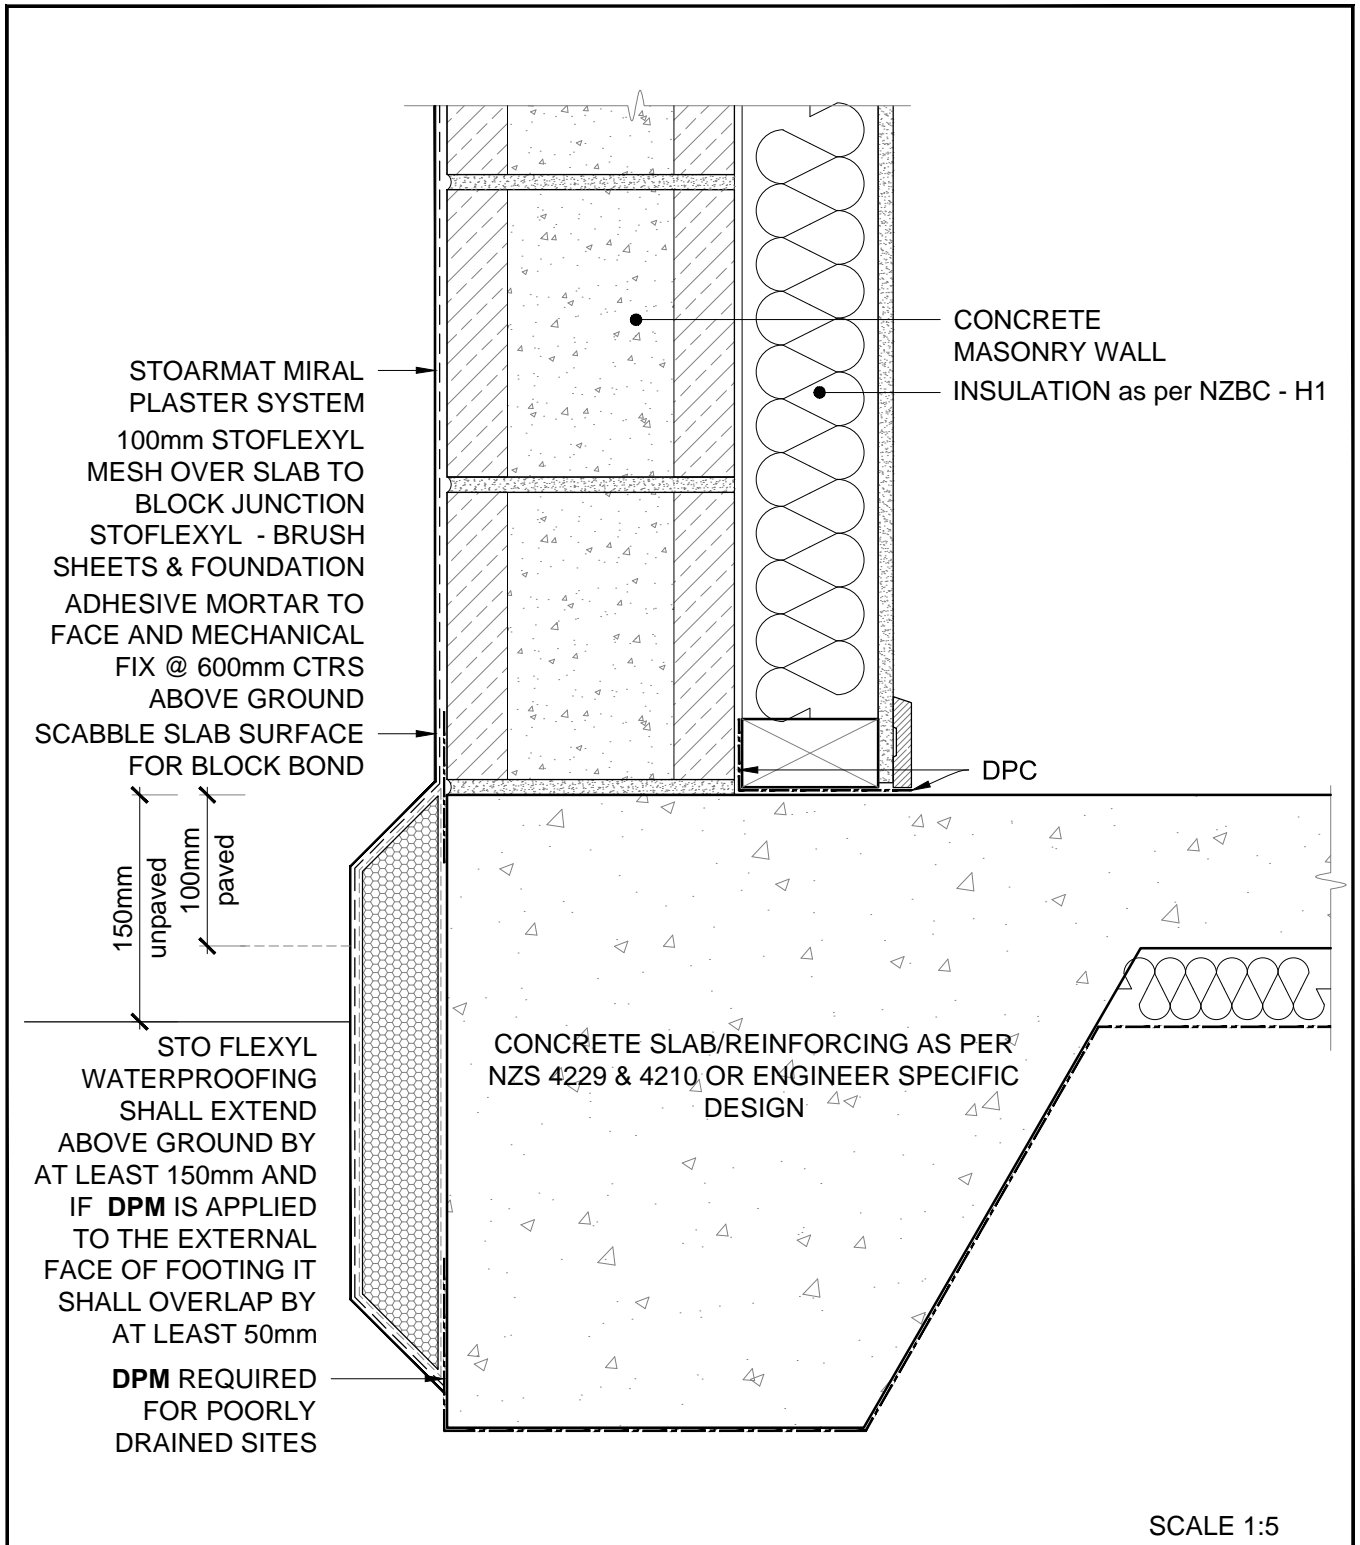 CONCRETE
MASONRY WALL
INSULATION as per NZBC - H1
STOARMAT MIRAL
PLASTER SYSTEM
100mm STOFLEXYL
MESH OVER SLAB TO
BLOCK JUNCTION
STOFLEXYL - BRUSH
SHEETS & FOUNDATION
ADHESIVE MORTAR TO
FACE AND MECHANICAL
FIX @ 600mm CTRS
ABOVE GROUND
SCABBLE SLAB SURFACE
FOR BLOCK BOND
DPC
150mm
unpaved
100mm
paved
CONCRETE SLAB/REINFORCING AS PER
NZS 4229 & 4210 OR ENGINEER SPECIFIC
DESIGN
STO FLEXYL
WATERPROOFING
SHALL EXTEND
ABOVE GROUND BY
AT LEAST 150mm AND
IF DPM IS APPLIED
TO THE EXTERNAL
FACE OF FOOTING IT
SHALL OVERLAP BY
AT LEAST 50mm
DPM REQUIRED
FOR POORLY
DRAINED SITES
SCALE 1:5